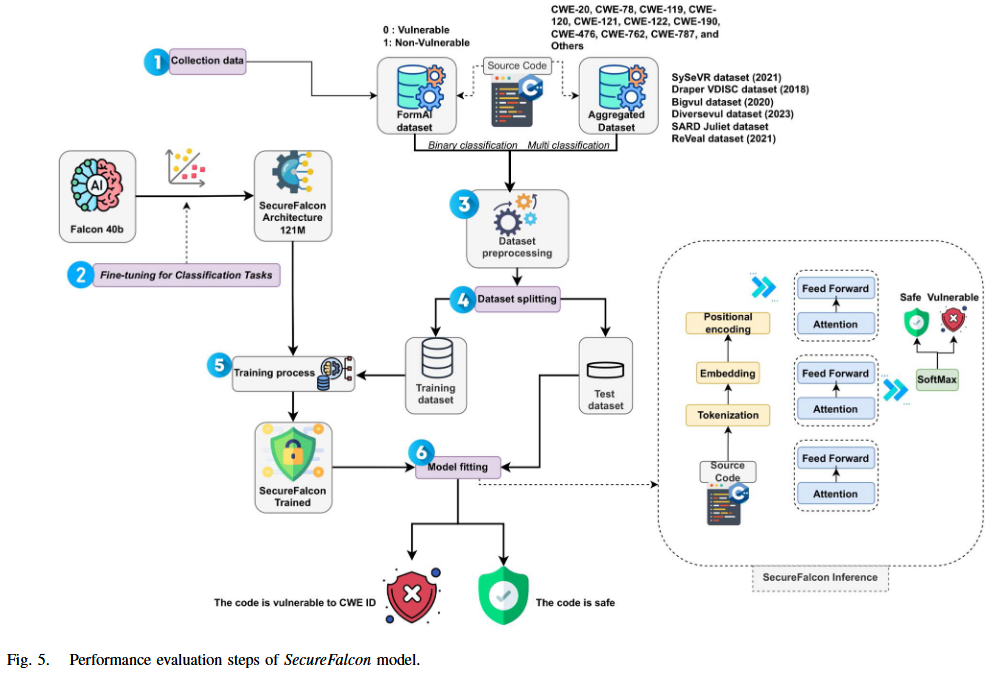 CWE-20, CWE-78, CWE-119, CWE-
120, CWE-121, CWE-122, CWE-190,
CWE-476, CWE-762, CWE-787, and
Others
0 : Vulnerable
1: Non-Vulnerable
1
Collection data
Source Code
FormAI
dataset
Aggregated
Dataset
SySeVR dataset (2021)
Draper VDISC dataset (2018)
Bigvul dataset (2020)
Diversevul dataset (2023)
SARD Juliet dataset
ReVeal dataset (2021)
Binary classification
Multi classification
AI
Falcon 40b
SecureFalcon
Architecture
121M
2
Fine-tuning for Classification Tasks
3
Dataset
preprocessing
4
Dataset splitting
5
Training process
Training
dataset
Test
dataset
SecureFalcon
Trained
6
Model fitting
The code is vulnerable to CWE ID
The code is safe
Positional
encoding
Embedding
Tokenization
Source
Code
Feed Forward
Attention
Feed Forward
Attention
Feed Forward
Attention
Safe
Vulnerable
SoftMax
SecureFalcon Inference
Fig. 5. Performance evaluation steps of SecureFalcon model.